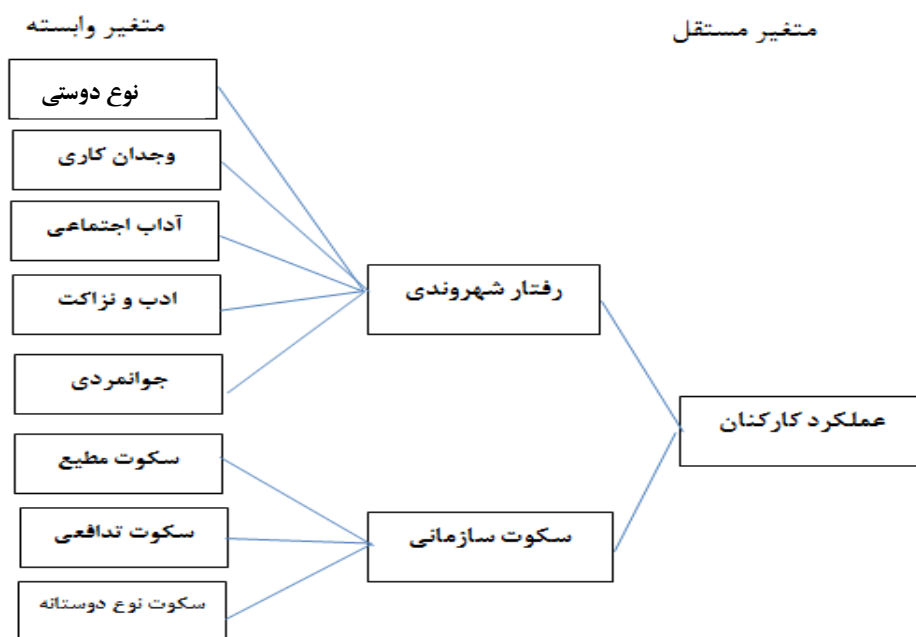 متغیر مستقل
متغیر وابسته
نوع دوستی
وجدان کاری
آداب اجتماعی
ادب و نزاکت
جوانمردی
سکوت مطیع
سکوت تدافعی
سکوت نوع دوستانه
رفتار شهروندی
سکوت سازمانی
عملکرد کارکنان